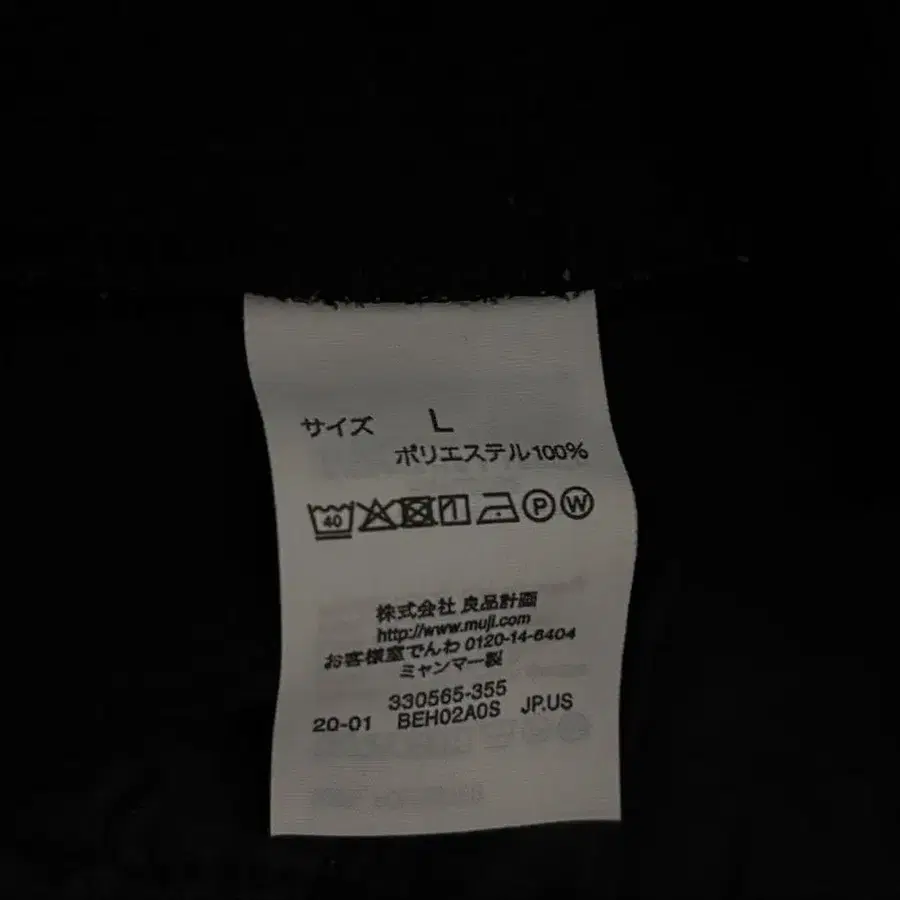 サイズ L
ポリエステル100%
40 P W
株式会社 良品計画
http://www.muji.com
お客様室でんわ 0120-14-6404
ミャンマー製
330565-355
20-01 BEH02A0S JP.US